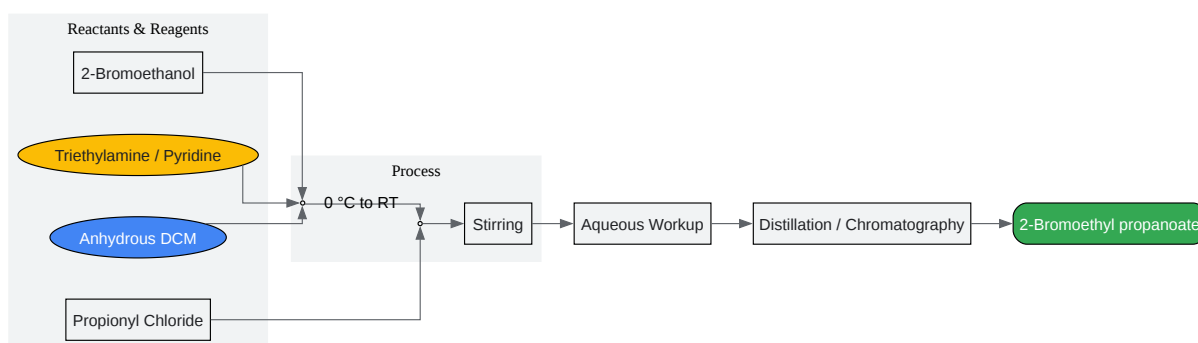 Reactants & Reagents
2-Bromoethanol
Triethylamine / Pyridine
Anhydrous DCM
Propionyl Chloride
Process
0 °C to RT
Stirring
Aqueous Workup
Distillation / Chromatography
2-Bromoethyl propanoate